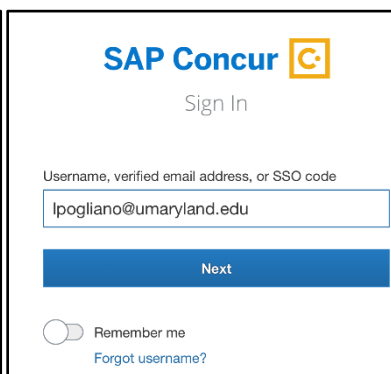 SAP Concur C.
Sign In
Username, verified email address, or SSO code
lpogliano@umaryland.edu
Next
Remember me
Forgot username?